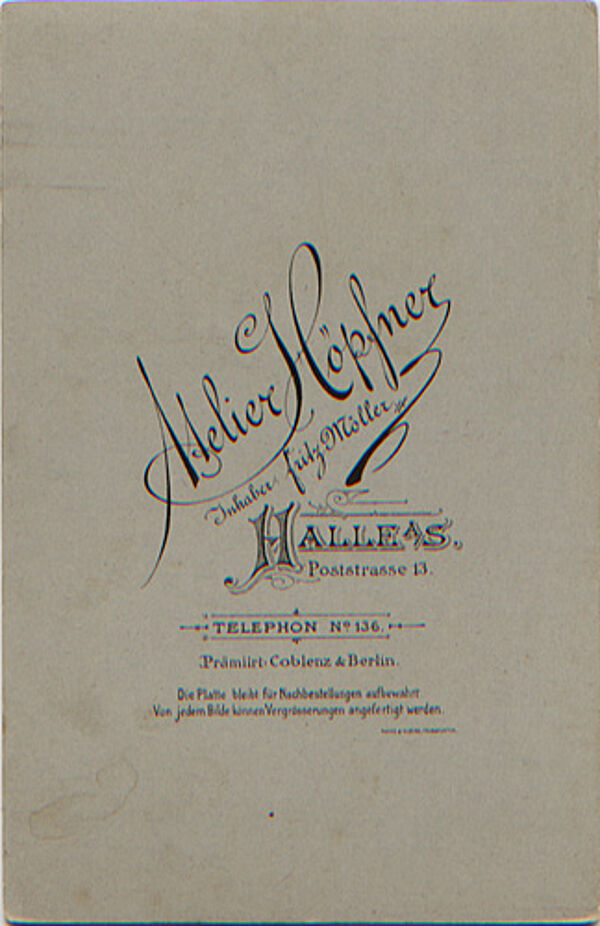 Atelier Höpfner
Inhaber: Fritz Möller
HALLE A/S.
Poststrasse 13.
TELEPHON No 136.
Prämiirt: Coblenz & Berlin.
Die Platte bleibt für Nachbestellungen aufbewahrt
Von jedem Bilde können Vergrösserungen angefertigt werden.